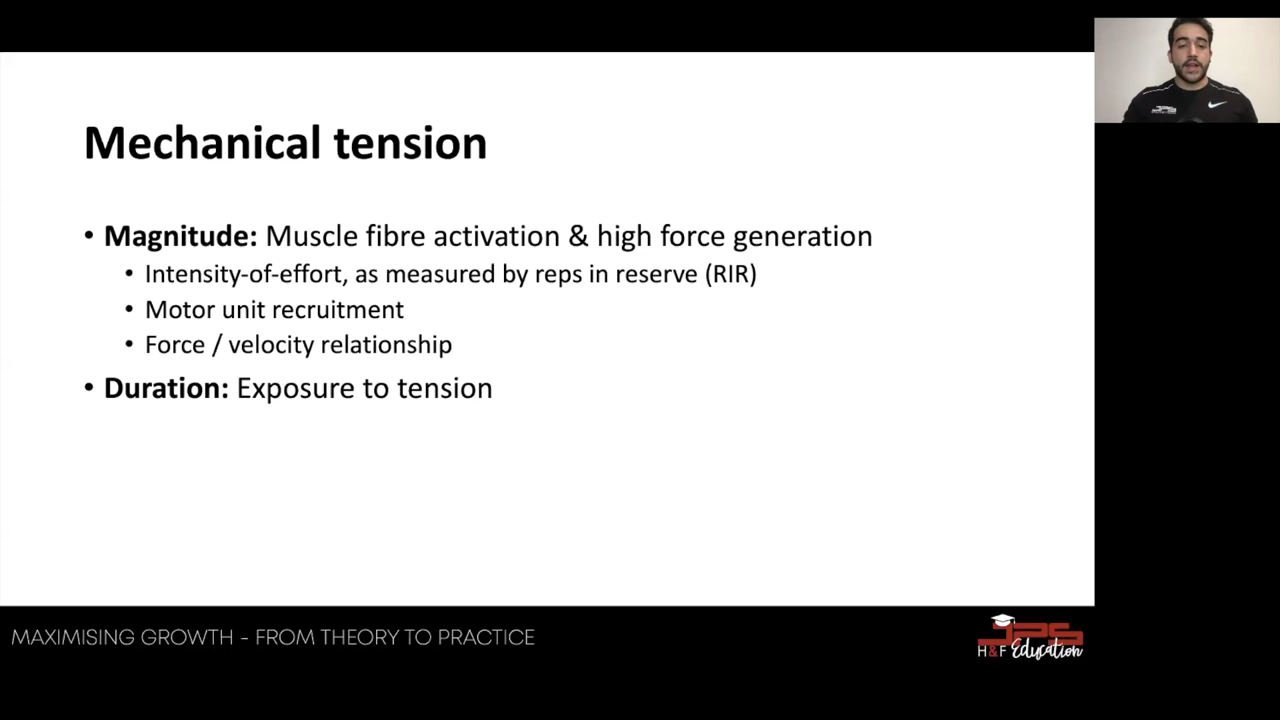 Mechanical tension
• Magnitude: Muscle fibre activation & high force generation
• Intensity-of-effort, as measured by reps in reserve (RIR)
• Motor unit recruitment
• Force / velocity relationship
• Duration: Exposure to tension
MAXIMISING GROWTH - FROM THEORY TO PRACTICE
JPS
H&F Education